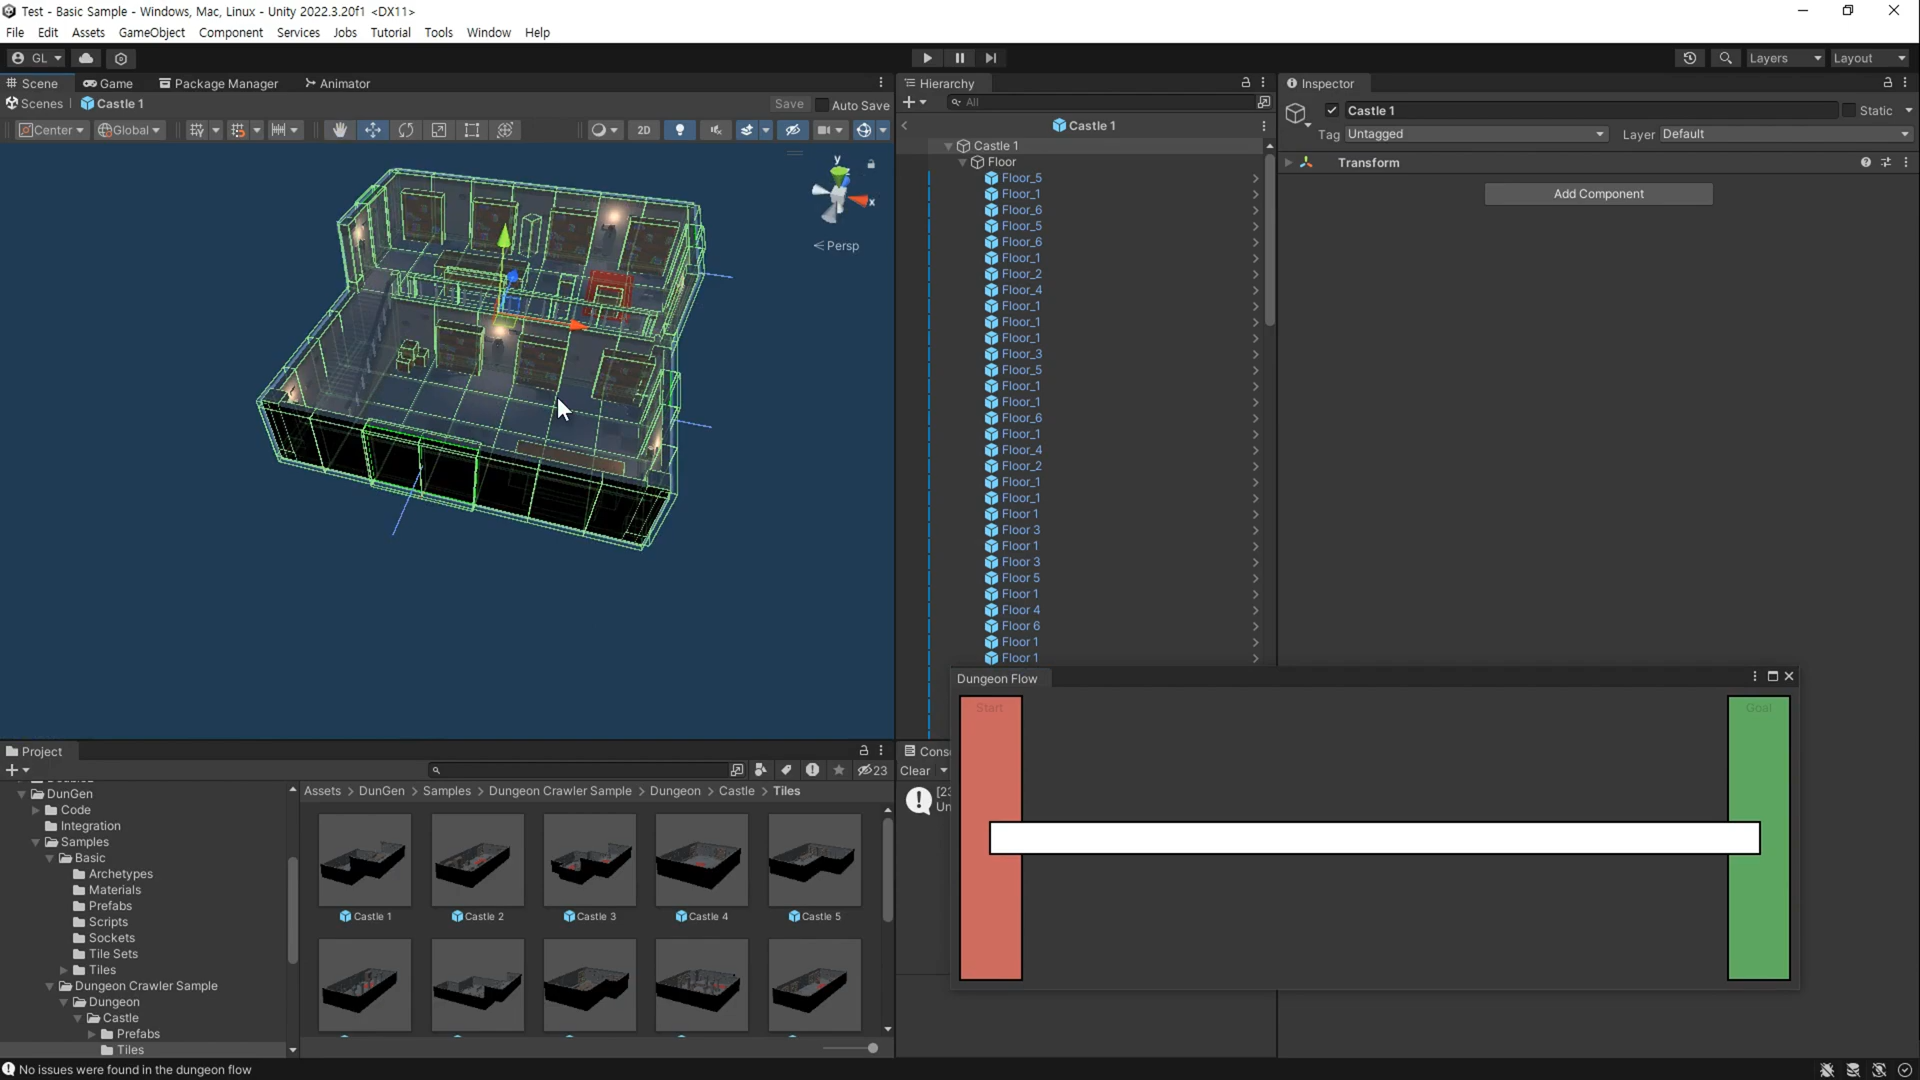 Test - Basic Sample - Windows, Mac, Linux - Unity 2022.3.20f1 <DX11>
File Edit Assets GameObject Component Services Jobs Tutorial Tools Window Help
GL
Layers
Layout
Scene
Game
Package Manager
Animator
Scenes
Castle 1
Save
Auto Save
Center
Global
2D
y
x
Persp
Hierarchy
All
Castle 1
Castle 1
Floor
Floor_5
Floor_1
Floor_6
Floor_5
Floor_6
Floor_1
Floor_2
Floor_4
Floor_1
Floor_1
Floor_1
Floor_3
Floor_5
Floor_1
Floor_1
Floor_6
Floor_1
Floor_4
Floor_2
Floor_1
Floor_1
Floor 1
Floor 3
Floor 1
Floor 3
Floor 5
Floor 1
Floor 4
Floor 6
Floor 1
Floor 1
Inspector
Castle 1
Static
Tag Untagged
Layer Default
Transform
Add Component
Dungeon Flow
Start
Goal
Project
23
DunGen
Code
Integration
Samples
Basic
Archetypes
Materials
Prefabs
Scripts
Sockets
Tile Sets
Tiles
Dungeon Crawler Sample
Dungeon
Castle
Prefabs
Tiles
Assets > DunGen > Samples > Dungeon Crawler Sample > Dungeon > Castle > Tiles
Castle 1
Castle 2
Castle 3
Castle 4
Castle 5
Cons
Clear
[23
Un
No issues were found in the dungeon flow